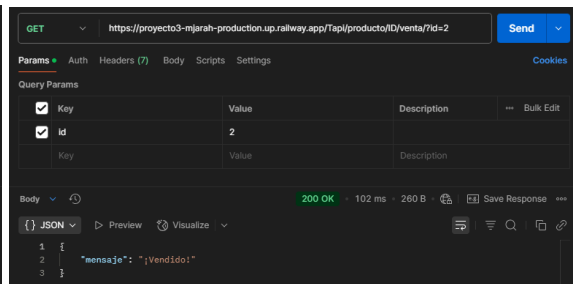 GET https://proyecto3-mjarah-production.up.railway.app/Tapi/producto/ID/venta/?id=2 Send
Params Auth Headers (7) Body Scripts Settings Cookies
Query Params
Key Value Description Bulk Edit
id 2
Key Value Description
Body 200 OK 102 ms 260 B Save Response
{} JSON Preview Visualize
1 {
2 "mensaje": "¡Vendido!"
3 }